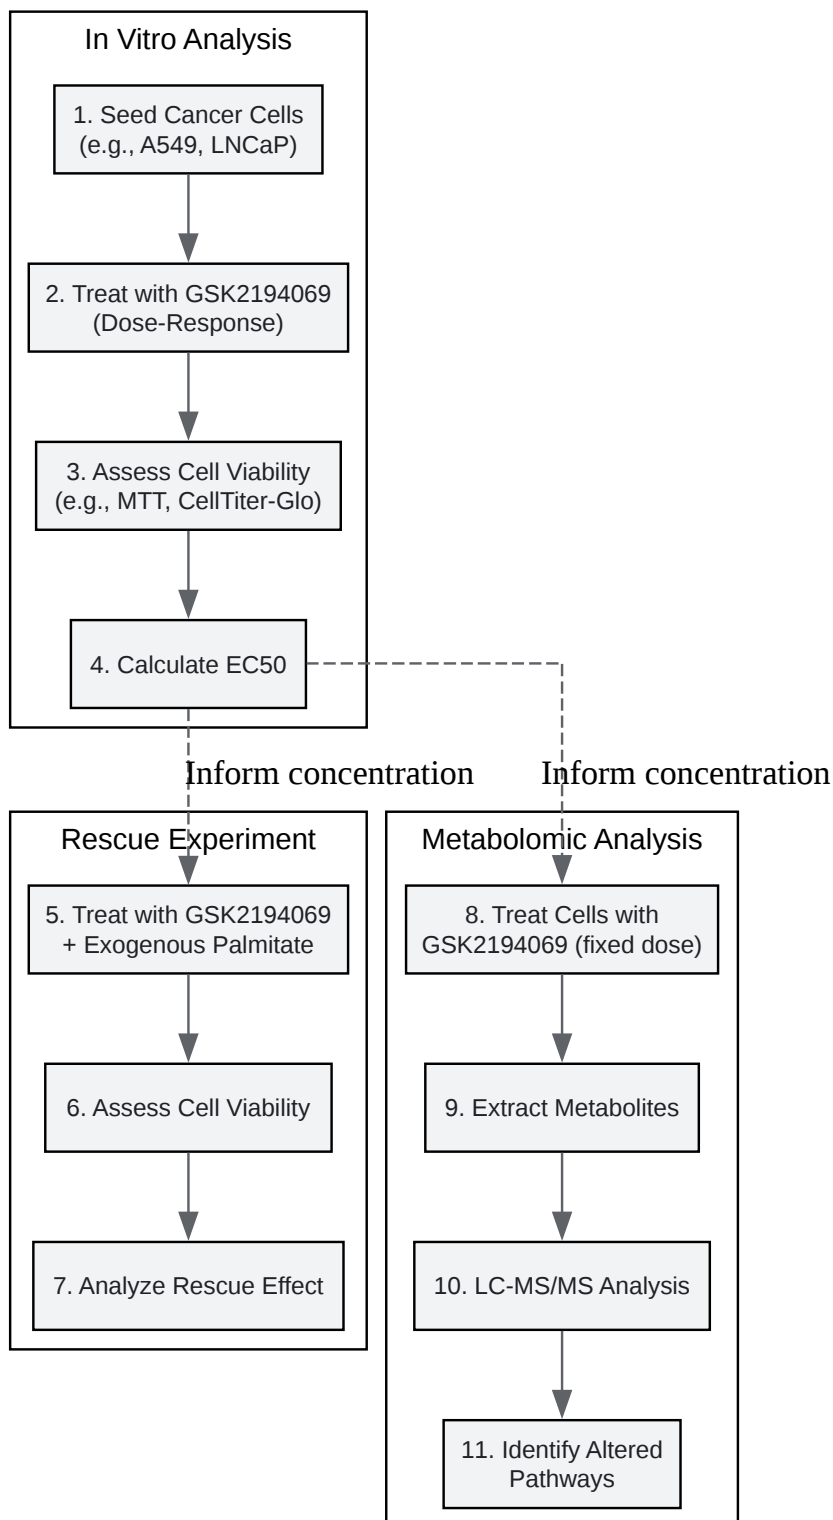 In Vitro Analysis
1. Seed Cancer Cells
(e.g., A549, LNCaP)
2. Treat with GSK2194069
(Dose-Response)
3. Assess Cell Viability
(e.g., MTT, CellTiter-Glo)
4. Calculate EC50
Inform concentration
Inform concentration
Rescue Experiment
5. Treat with GSK2194069
+ Exogenous Palmitate
6. Assess Cell Viability
7. Analyze Rescue Effect
Metabolomic Analysis
8. Treat Cells with
GSK2194069 (fixed dose)
9. Extract Metabolites
10. LC-MS/MS Analysis
11. Identify Altered
Pathways